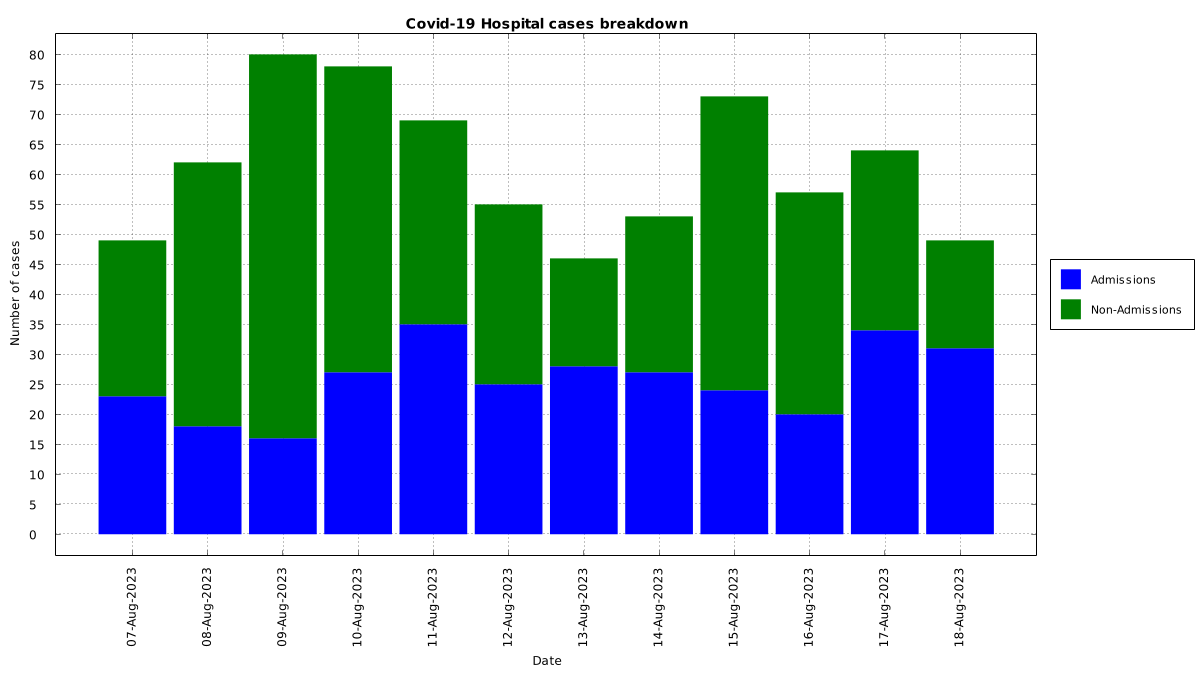 Covid-19 Hospital cases breakdown
80
75
70
65
60
55
50
45
40
35
30
25
20
15
10
5
0
Number of cases
07-Aug-2023
08-Aug-2023
09-Aug-2023
10-Aug-2023
11-Aug-2023
12-Aug-2023
13-Aug-2023
14-Aug-2023
15-Aug-2023
16-Aug-2023
17-Aug-2023
18-Aug-2023
Date
Admissions
Non-Admissions